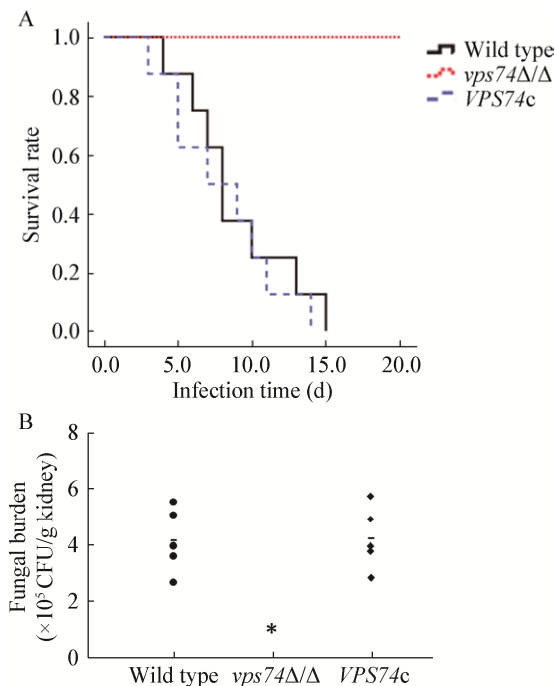 A
1.0
0.8
0.6
0.4
0.2
0.0
Survival rate
0.0 5.0 10.0 15.0 20.0
Infection time (d)
Wild type
vps74Δ/Δ
VPS74c
B
8
6
4
2
0
Fungal burden
(×10⁵ CFU/g kidney)
*
Wild type vps74Δ/Δ VPS74c